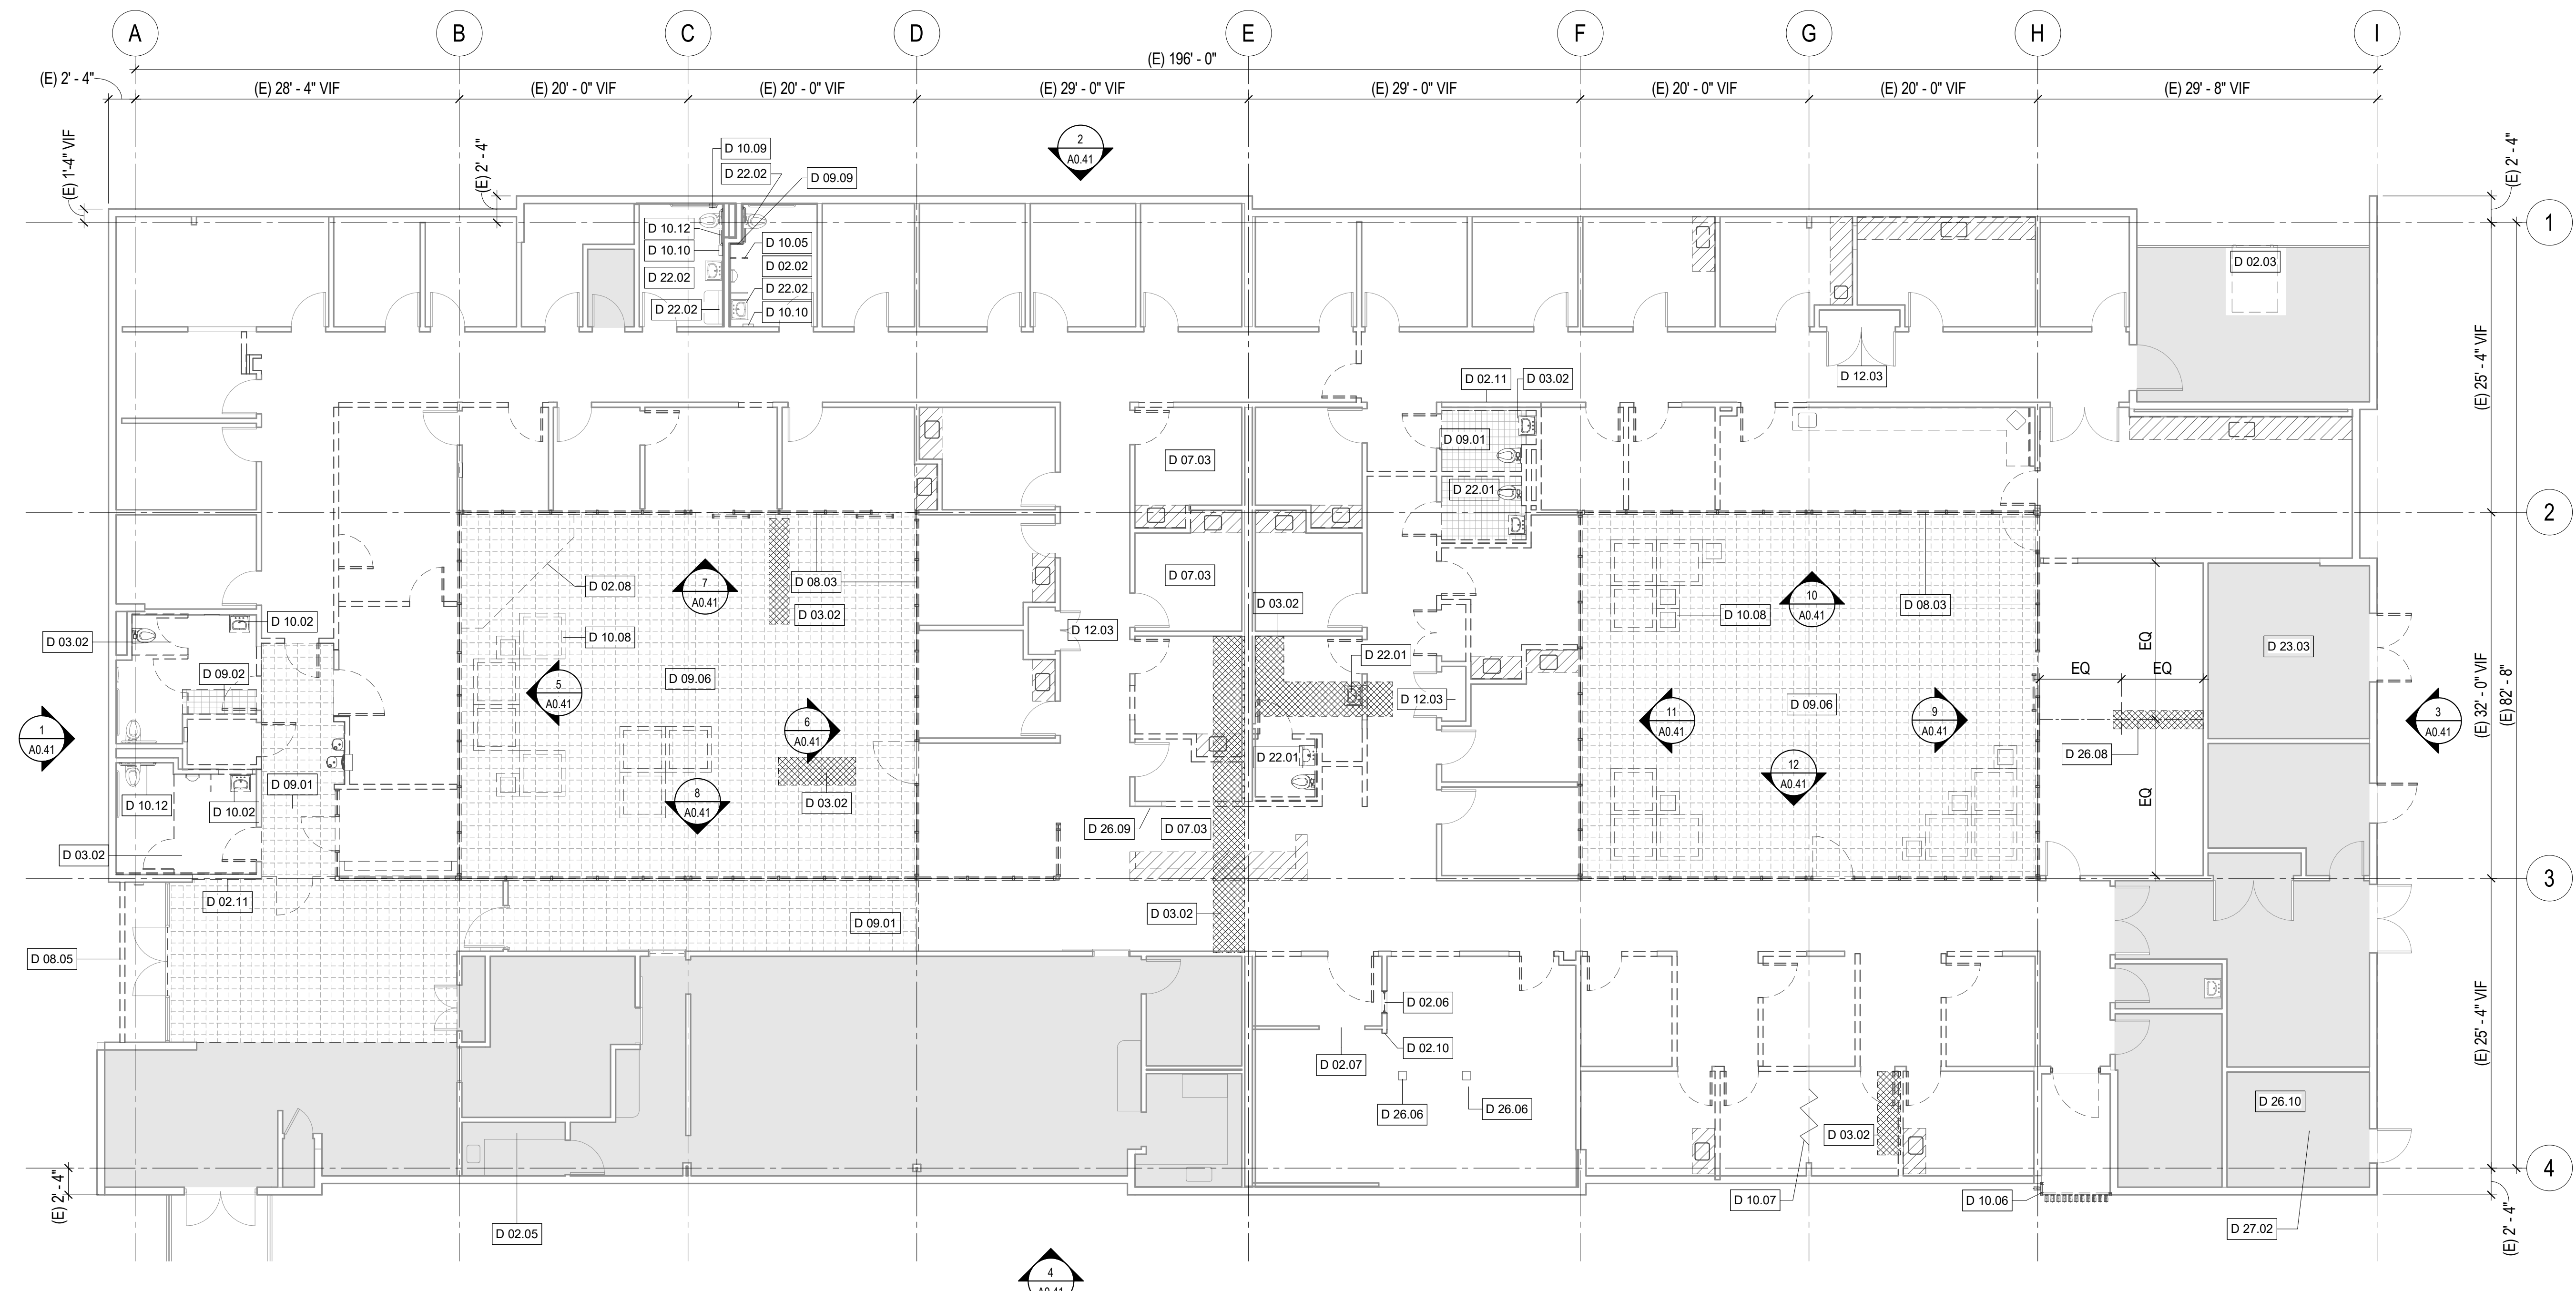 A
B
C
D
E
F
G
H
I
(E) 196' - 0"
(E) 2' - 4"
(E) 28' - 4" VIF
(E) 20' - 0" VIF
(E) 20' - 0" VIF
(E) 29' - 0" VIF
(E) 29' - 0" VIF
(E) 20' - 0" VIF
(E) 20' - 0" VIF
(E) 29' - 8" VIF
(E) 1'-4" VIF
(E) 2' - 4"
D 10.09
D 22.02
D 09.09
2
A0.41
(E) 2' - 4"
1
D 10.12
D 10.10
D 22.02
D 22.02
D 10.05
D 02.02
D 22.02
D 10.10
D 02.03
(E) 25' - 4" VIF
D 12.03
D 02.11
D 03.02
D 09.01
D 22.01
D 07.03
2
D 07.03
D 02.08
7
A0.41
D 08.03
D 03.02
D 10.08
D 12.03
D 03.02
10
A0.41
D 10.08
D 08.03
D 10.02
D 03.02
D 09.02
D 09.06
5
A0.41
6
A0.41
D 22.01
D 12.03
D 22.01
11
A0.41
D 09.06
9
A0.41
EQ
EQ
EQ
EQ
D 23.03
D 26.08
3
A0.41
(E) 32' - 0" VIF
(E) 82' - 8"
1
A0.41
D 10.12
D 10.02
D 09.01
8
A0.41
D 03.02
D 26.09
D 07.03
12
A0.41
D 03.02
D 02.11
3
D 09.01
D 03.02
D 08.05
D 02.06
D 02.10
D 02.07
D 26.06
D 26.06
D 03.02
D 26.10
(E) 25' - 4" VIF
4
(E) 2' - 4"
D 02.05
D 10.07
D 10.06
D 27.02
(E) 2' - 4"
4
A0.41